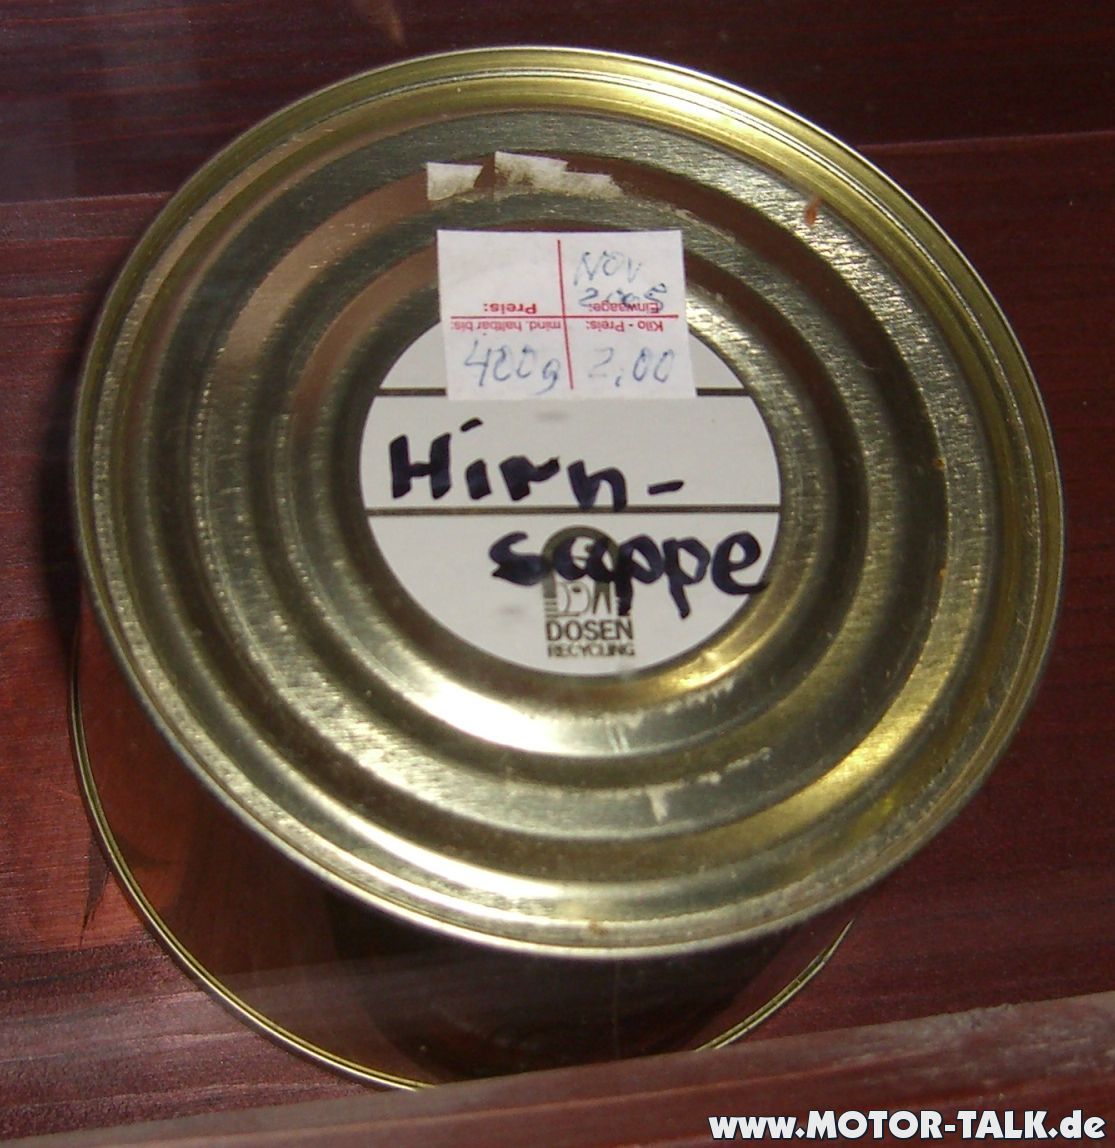 NOV
2005
Preis:
Einwaage:
mind. haltbar bis:
Kilo - Preis:
400g
2,00
Hirn-
suppe
DOSEN
RECYCLING
www.MOTOR-TALK.de